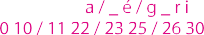 a / _ é / g _ r i
0 10 / 11 22 / 23 25 / 26 30